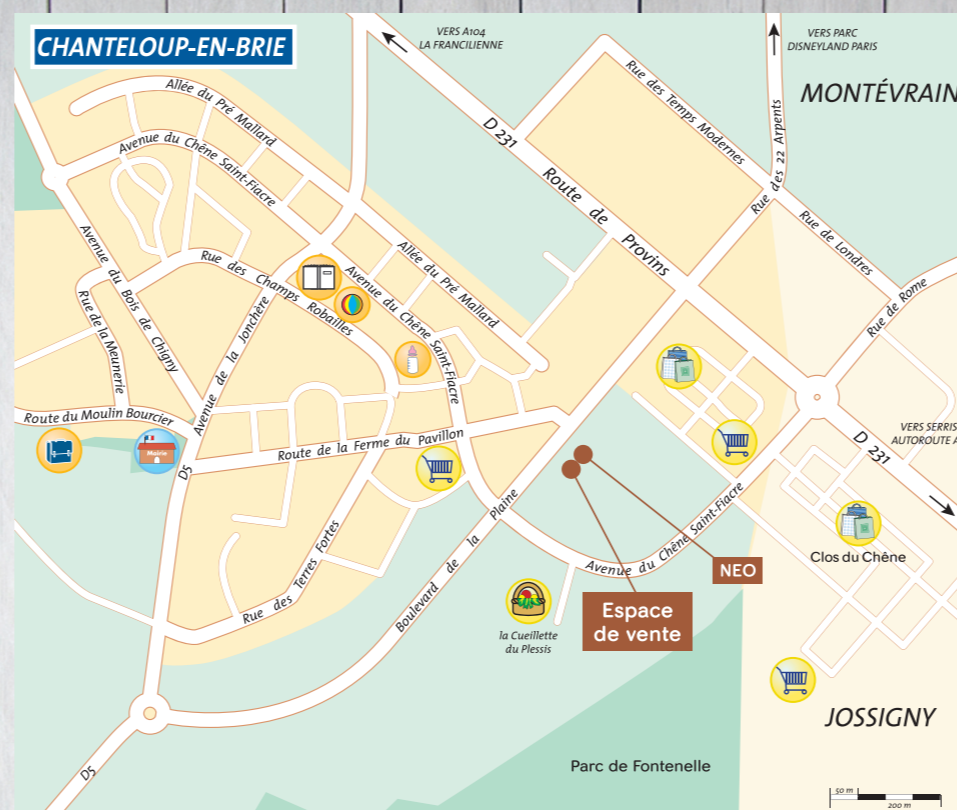 CHANTELOUP-EN-BRIE
VERS A104
LA FRANCILIENNE
VERS PARC
DISNEYLAND PARIS
MONTÉVRAIN
Allée du Pré Mallard
Avenue du Chêne Saint-Fiacre
D 231
Route de Provins
Rue des Temps Modernes
Rue des 22 Arpents
Rue de Londres
Rue de Rome
Avenue du Bois de Chigny
Rue de la Meunerie
Rue des Champs Robailles
Avenue de la Jonchère
Avenue du Chêne Saint-Fiacre
Allée du Pré Mallard
Route du Moulin Bourcier
Mairie
D5
Route de la Ferme du Pavillon
Rue des Terres Fortes
Boulevard de la Plaine
Avenue du Chêne Saint-Fiacre
VERS SERRIS
AUTOROUTE A
D 231
Clos du Chêne
NEO
Espace
de vente
la Cueillette
du Plessis
JOSSIGNY
Parc de Fontenelle
D5
50 m
200 m